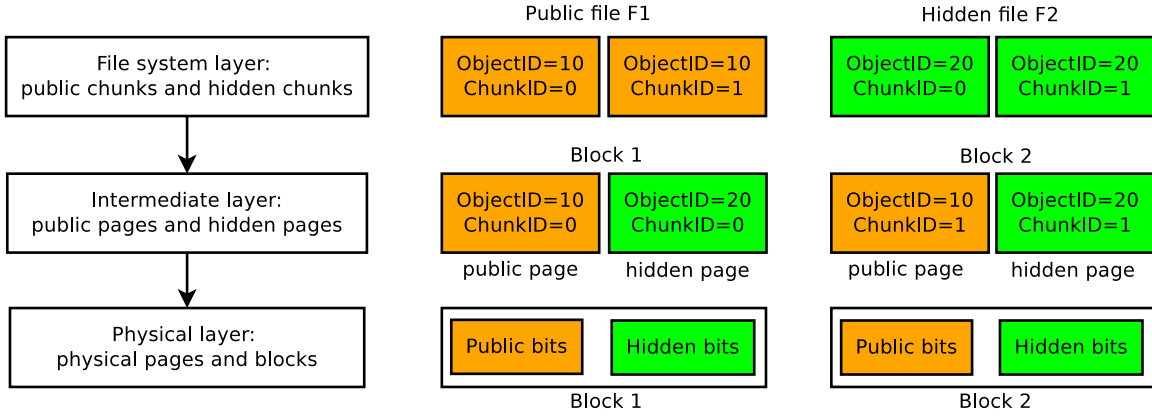 Public file F1
Hidden file F2
File system layer:
public chunks and hidden chunks
ObjectID=10
ChunkID=0
ObjectID=10
ChunkID=1
ObjectID=20
ChunkID=0
ObjectID=20
ChunkID=1
Block 1
Block 2
Intermediate layer:
public pages and hidden pages
ObjectID=10
ChunkID=0
ObjectID=20
ChunkID=0
ObjectID=10
ChunkID=1
ObjectID=20
ChunkID=1
public page
hidden page
public page
hidden page
Physical layer:
physical pages and blocks
Public bits
Hidden bits
Public bits
Hidden bits
Block 1
Block 2